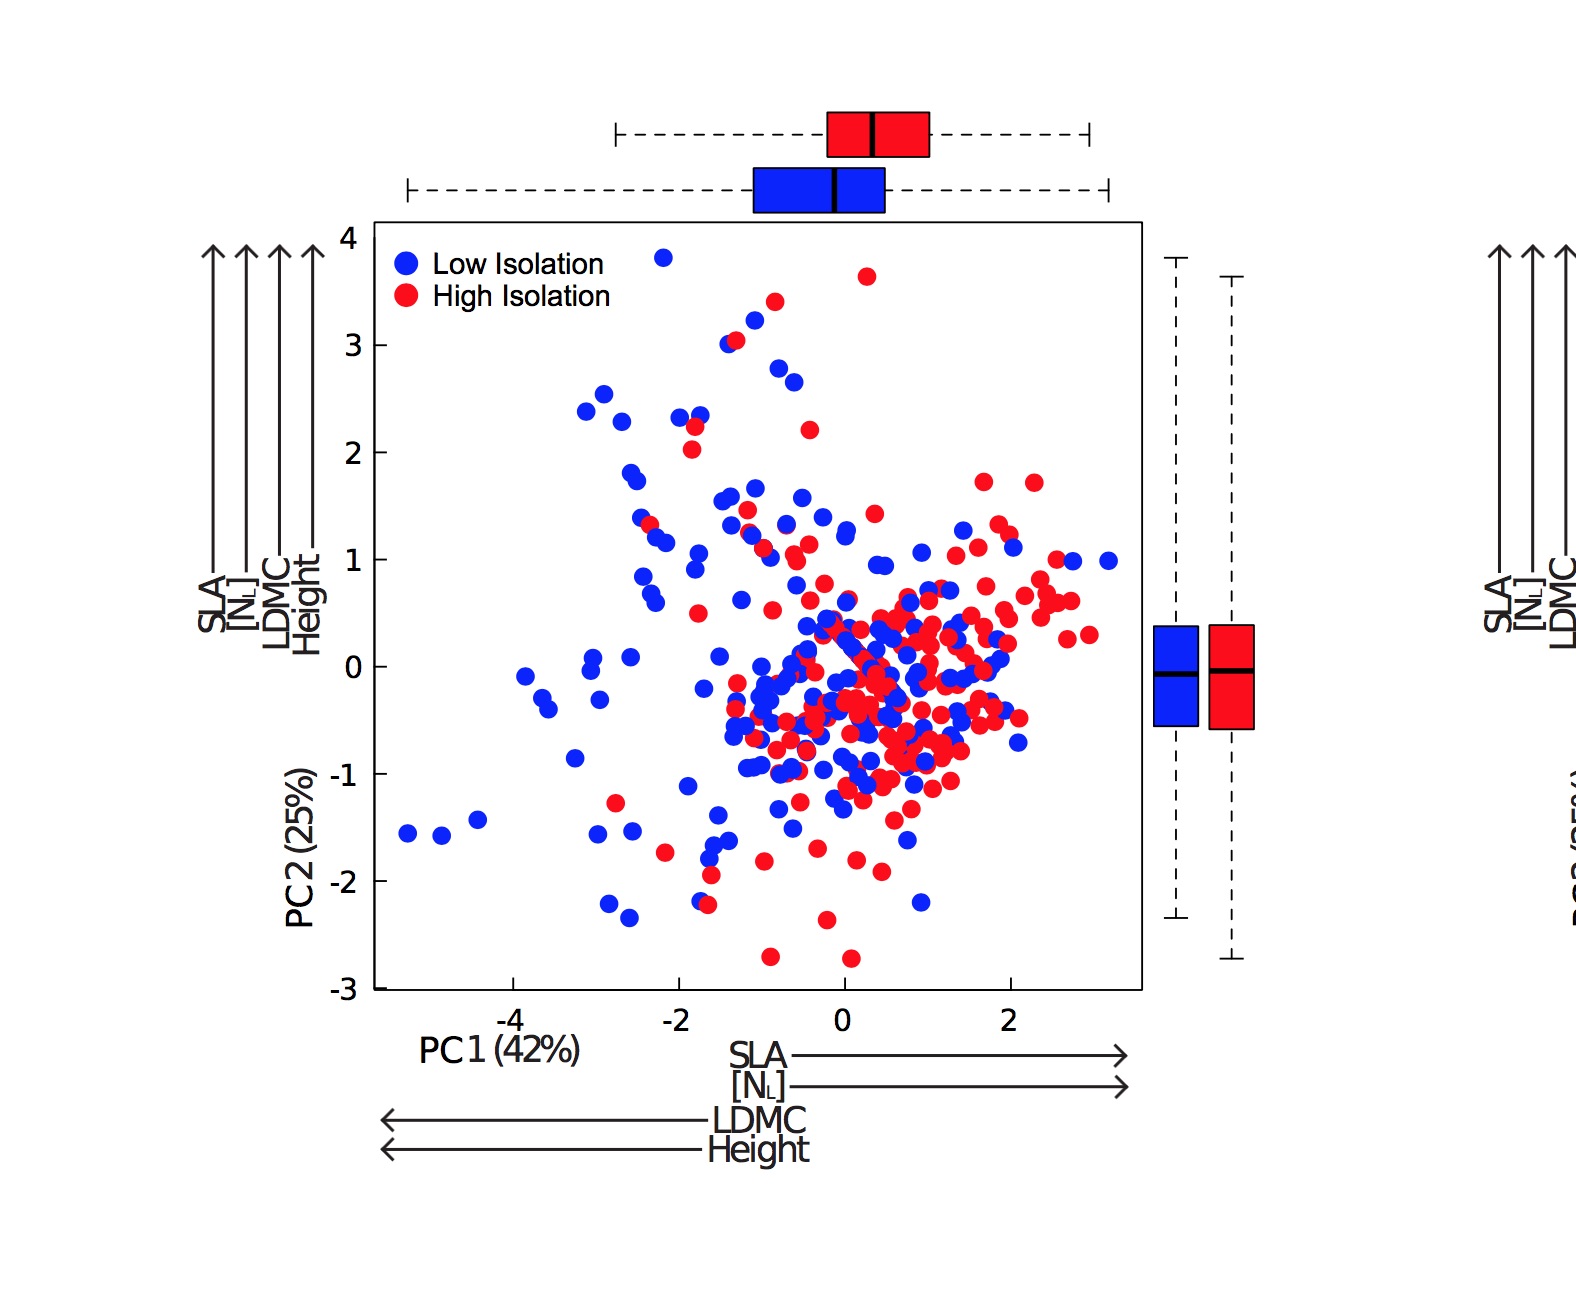 Low Isolation
High Isolation
4
3
2
1
0
-1
-2
-3
SLA
[NL]
LDMC
Height
PC2 (25%)
-4
-2
0
2
PC1 (42%)
SLA
[NL]
LDMC
Height
SLA
[NL]
LDMC